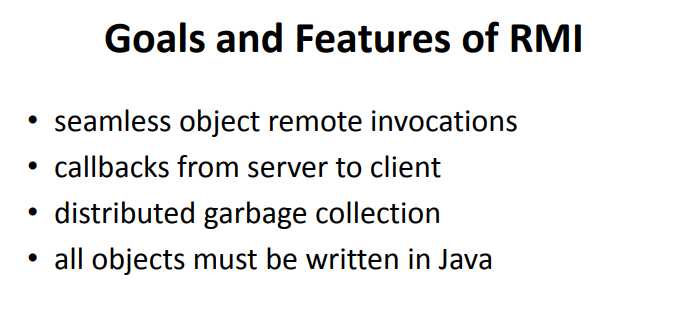 Goals and Features of RMI
• seamless object remote invocations
• callbacks from server to client
• distributed garbage collection
• all objects must be written in Java